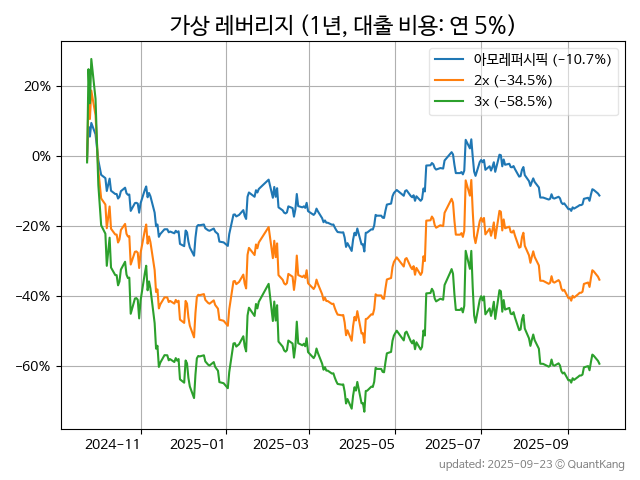 가상 레버리지 (1년, 대출 비용: 연 5%)
아모레퍼시픽 (−10.7%)
2x (−34.5%)
3x (−58.5%)
20%
0%
−20%
−40%
−60%
2024-11
2025-01
2025-03
2025-05
2025-07
2025-09
updated: 2025-09-23 © QuantKang